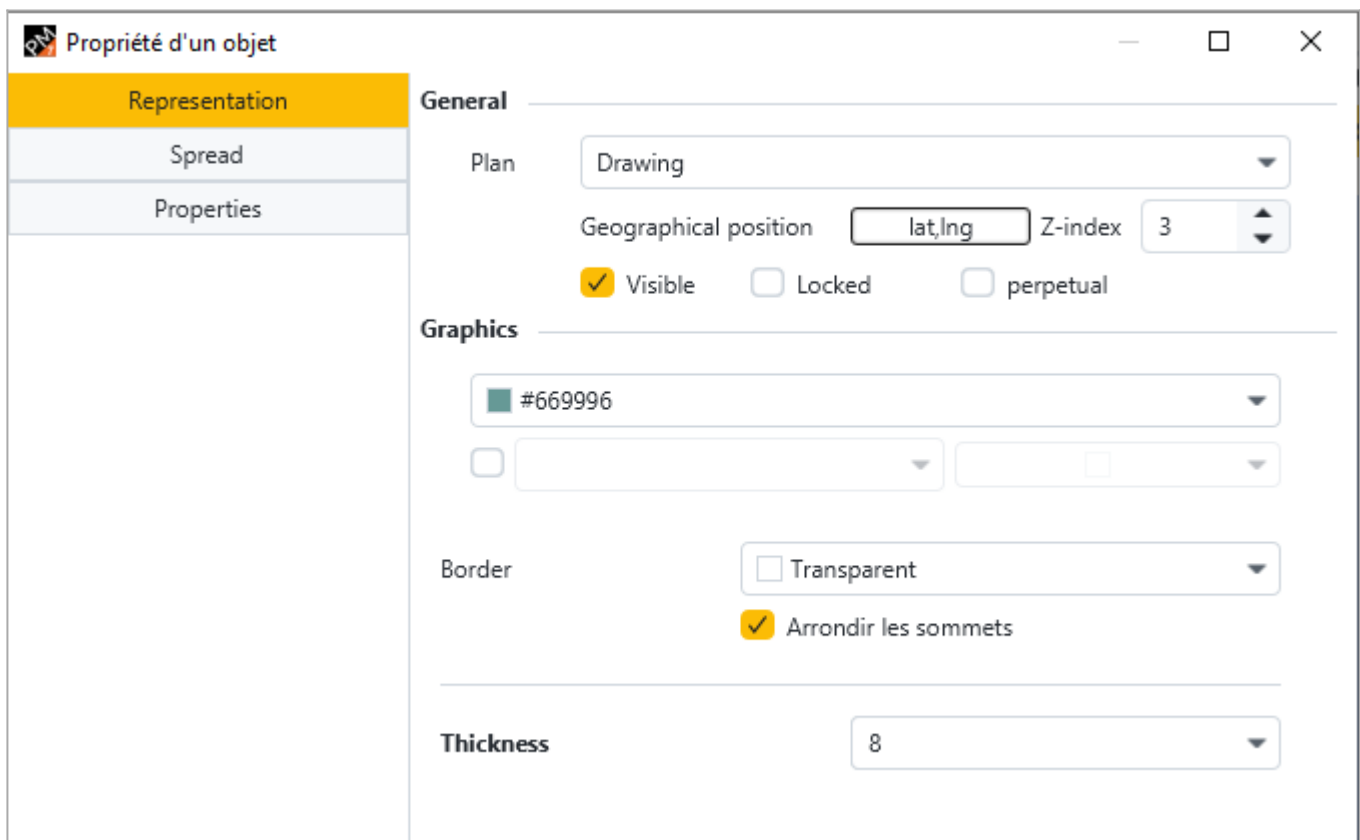 PM Propriété d'un objet
Representation
Spread
Properties
General
Plan Drawing
Geographical position lat,lng Z-index 3
Visible Locked perpetual
Graphics
#669996
Border Transparent
Arrondir les sommets
Thickness 8